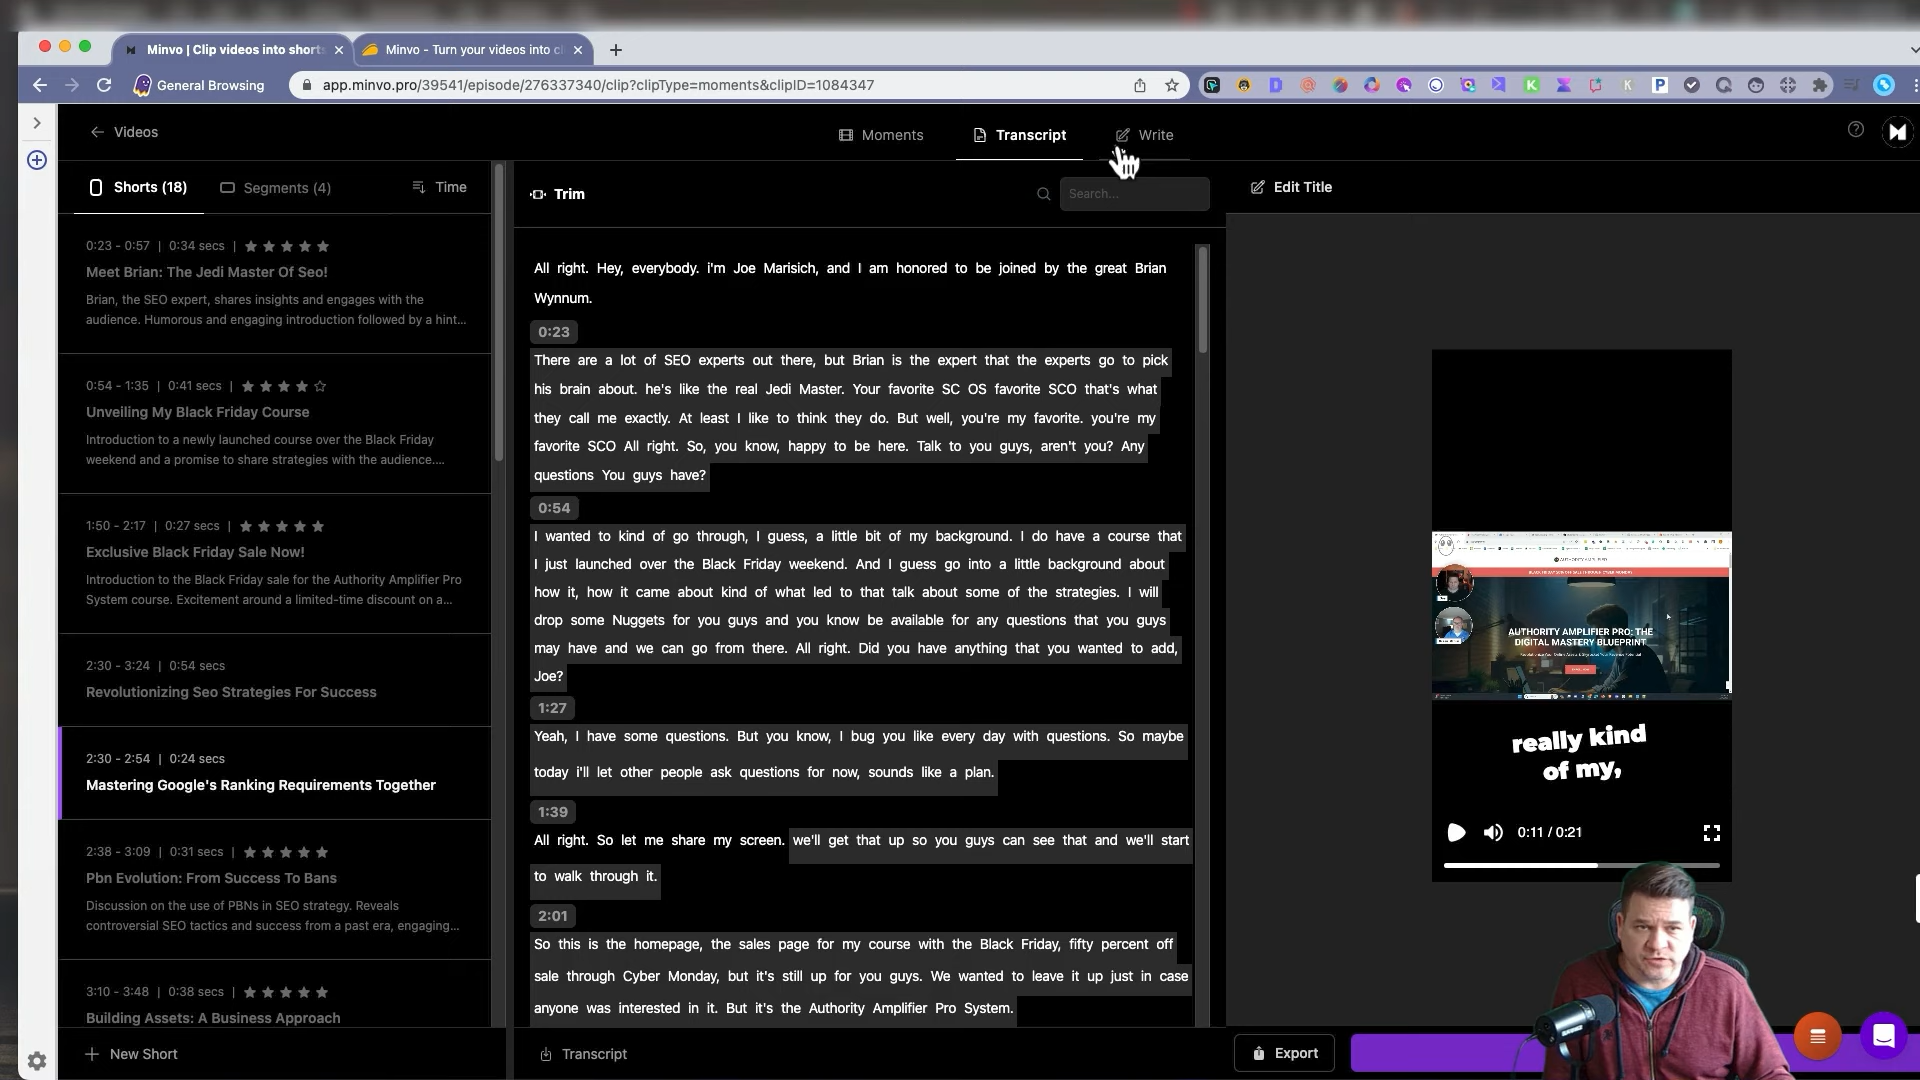 Minvo | Clip videos into short
Minvo - Turn your videos into cl
General Browsing
app.minvo.pro/39541/episode/276337340/clip?clipType=moments&clipID=1084347
Videos
Moments
Transcript
Write
Shorts (18)
Segments (4)
Time
0:23 - 0:57 | 0:34 secs |
Meet Brian: The Jedi Master Of Seo!
Brian, the SEO expert, shares insights and engages with the
audience. Humorous and engaging introduction followed by a hint...
0:54 - 1:35 | 0:41 secs |
Unveiling My Black Friday Course
Introduction to a newly launched course over the Black Friday
weekend and a promise to share strategies with the audience....
1:50 - 2:17 | 0:27 secs |
Exclusive Black Friday Sale Now!
Introduction to the Black Friday sale for the Authority Amplifier Pro
System course. Excitement around a limited-time discount on a...
2:30 - 3:24 | 0:54 secs
Revolutionizing Seo Strategies For Success
2:30 - 2:54 | 0:24 secs
Mastering Google's Ranking Requirements Together
2:38 - 3:09 | 0:31 secs |
Pbn Evolution: From Success To Bans
Discussion on the use of PBNs in SEO strategy. Reveals
controversial SEO tactics and success from a past era, engaging...
3:10 - 3:48 | 0:38 secs |
Building Assets: A Business Approach
New Short
Trim
Search...
All right. Hey, everybody. i'm Joe Marisich, and I am honored to be joined by the great Brian
Wynnum.
0:23
There are a lot of SEO experts out there, but Brian is the expert that the experts go to pick
his brain about. he's like the real Jedi Master. Your favorite SC OS favorite SCO that's what
they call me exactly. At least I like to think they do. But well, you're my favorite. you're my
favorite SCO All right. So, you know, happy to be here. Talk to you guys, aren't you? Any
questions You guys have?
0:54
I wanted to kind of go through, I guess, a little bit of my background. I do have a course that
I just launched over the Black Friday weekend. And I guess go into a little background about
how it, how it came about kind of what led to that talk about some of the strategies. I will
drop some Nuggets for you guys and you know be available for any questions that you guys
may have and we can go from there. All right. Did you have anything that you wanted to add,
Joe?
1:27
Yeah, I have some questions. But you know, I bug you like every day with questions. So maybe
today i'll let other people ask questions for now, sounds like a plan.
1:39
All right. So let me share my screen. we'll get that up so you guys can see that and we'll start
to walk through it.
2:01
So this is the homepage, the sales page for my course with the Black Friday, fifty percent off
sale through Cyber Monday, but it's still up for you guys. We wanted to leave it up just in case
anyone was interested in it. But it's the Authority Amplifier Pro System.
Transcript
Edit Title
AUTHORITY AMPLIFIER PRO: THE
DIGITAL MASTERY BLUEPRINT
really kind
of my,
0:11 / 0:21
Export